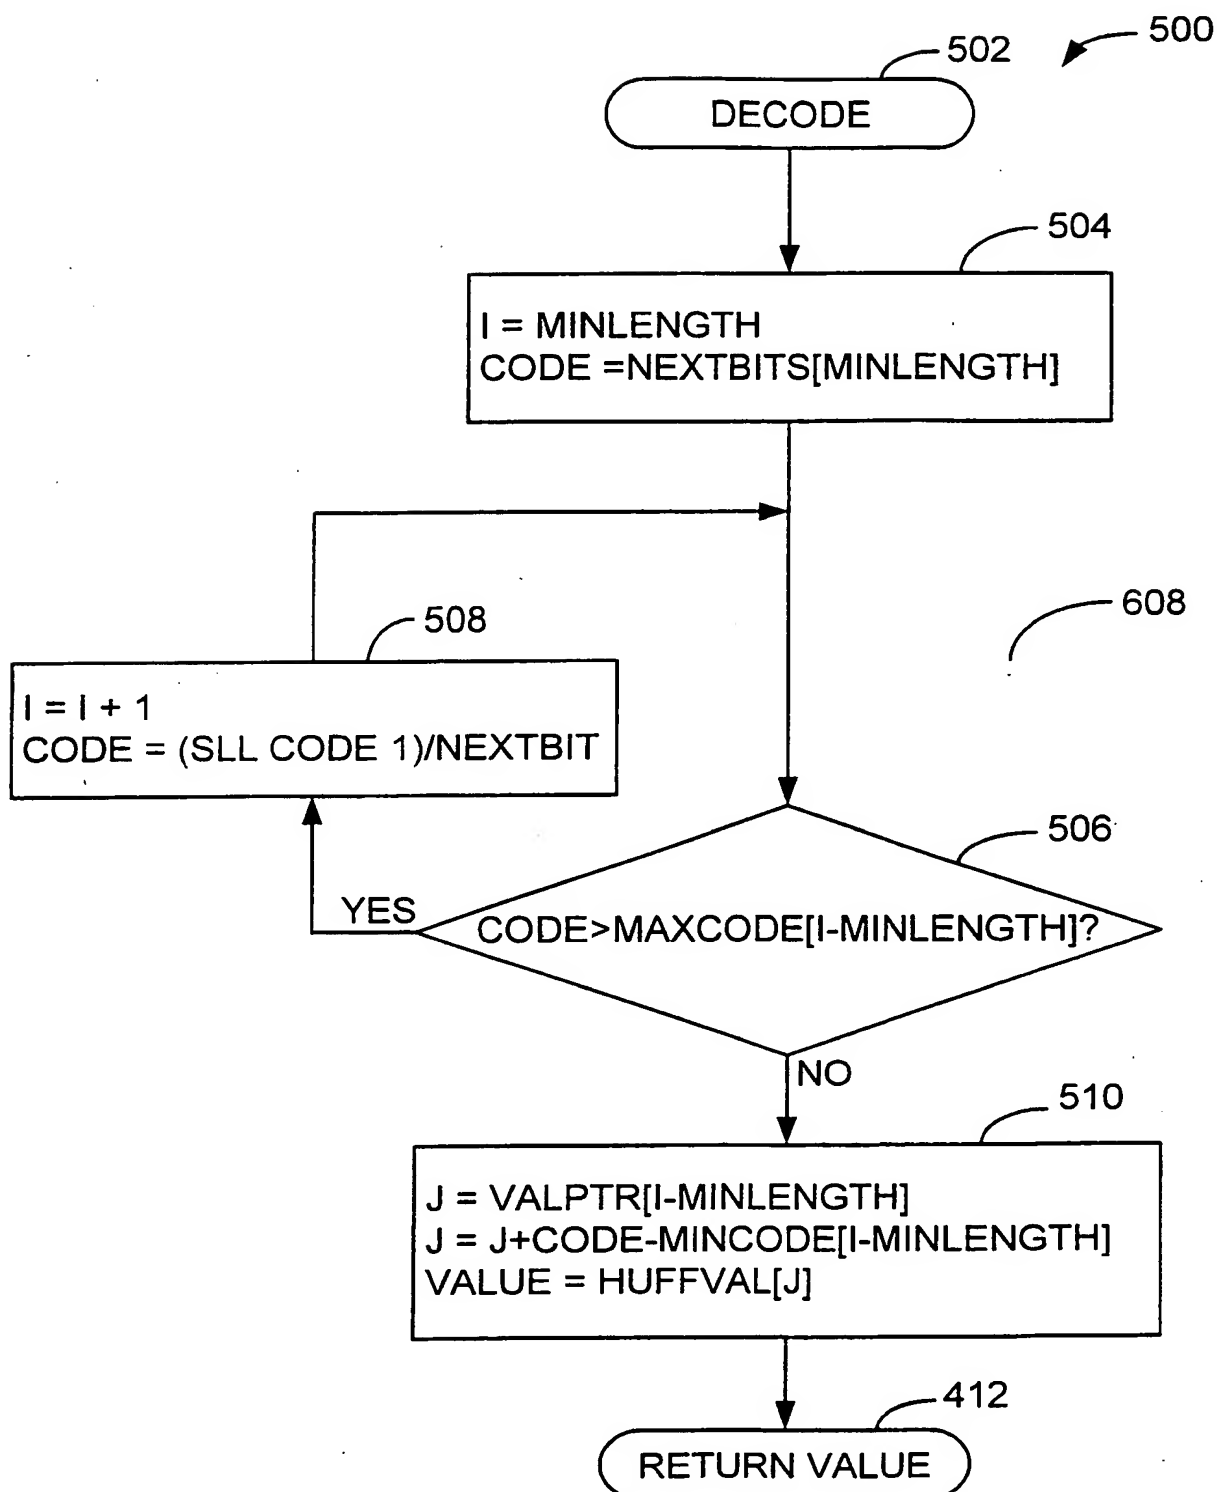 500
502
DECODE
504
I = MINLENGTH
CODE =NEXTBITS[MINLENGTH]
608
508
I = I + 1
CODE = (SLL CODE 1)/NEXTBIT
506
YES
CODE>MAXCODE[I-MINLENGTH]?
NO
510
J = VALPTR[I-MINLENGTH]
J = J+CODE-MINCODE[I-MINLENGTH]
VALUE = HUFFVAL[J]
412
RETURN VALUE